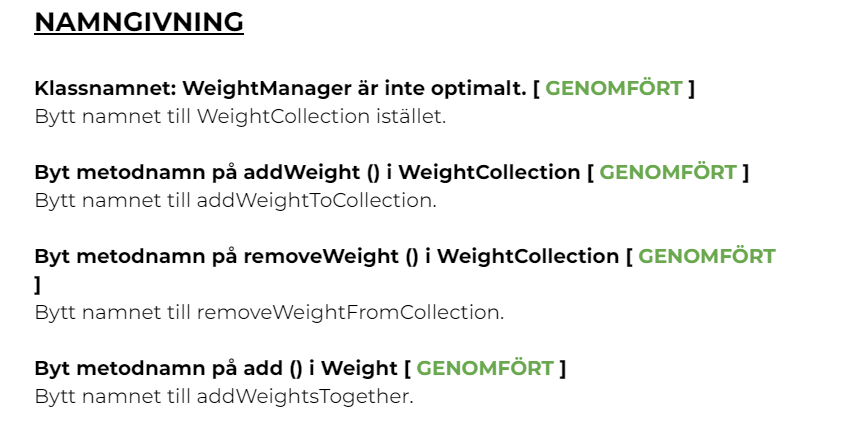 NAMNGIVNING
Klassnamnet: WeightManager är inte optimalt. [ GENOMFÖRT ]
Bytt namnet till WeightCollection istället.
Byt metodnamn på addWeight () i WeightCollection [ GENOMFÖRT ]
Bytt namnet till addWeightToCollection.
Byt metodnamn på removeWeight () i WeightCollection [ GENOMFÖRT
]
Bytt namnet till removeWeightFromCollection.
Byt metodnamn på add () i Weight [ GENOMFÖRT ]
Bytt namnet till addWeightsTogether.